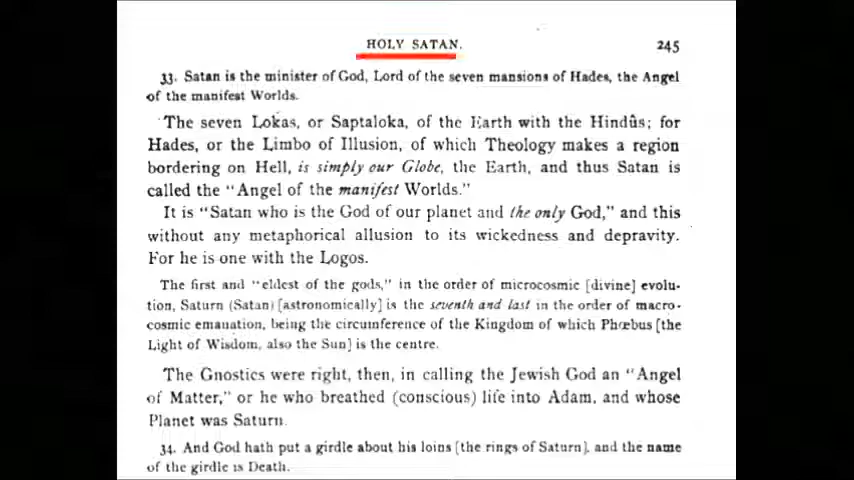 HOLY SATAN. 245
33. Satan is the minister of God, Lord of the seven mansions of Hades, the Angel
of the manifest Worlds.
The seven Lokas, or Saptaloka, of the Earth with the Hindûs; for
Hades, or the Limbo of Illusion, of which Theology makes a region
bordering on Hell, is simply our Globe, the Earth, and thus Satan is
called the "Angel of the manifest Worlds."
It is "Satan who is the God of our planet and the only God," and this
without any metaphorical allusion to its wickedness and depravity.
For he is one with the Logos.
The first and "eldest of the gods," in the order of microcosmic [divine] evolu-
tion, Saturn (Satan) [astronomically] is the seventh and last in the order of macro-
cosmic emanation, being the circumference of the Kingdom of which Phœbus [the
Light of Wisdom, also the Sun] is the centre.
The Gnostics were right, then, in calling the Jewish God an "Angel
of Matter," or he who breathed (conscious) life into Adam, and whose
Planet was Saturn.
34. And God hath put a girdle about his loins [the rings of Saturn], and the name
of the girdle is Death.